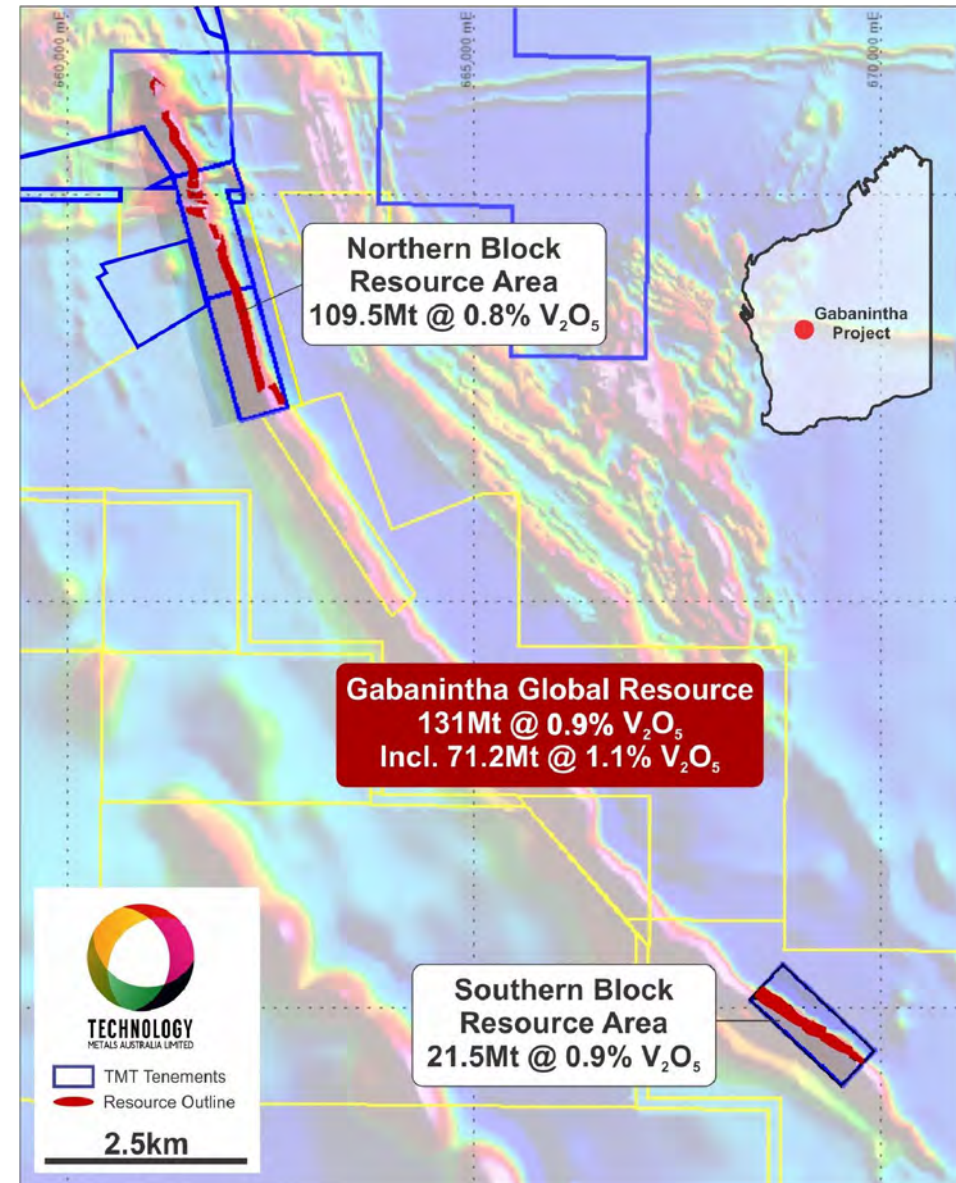 660,000 mE
665,000 mE
670,000 mE
Northern Block
Resource Area
109.5Mt @ 0.8% V₂O₅
Gabanintha
Project
Gabanintha Global Resource
131Mt @ 0.9% V₂O₅
Incl. 71.2Mt @ 1.1% V₂O₅
Southern Block
Resource Area
21.5Mt @ 0.9% V₂O₅
TECHNOLOGY
METALS AUSTRALIA LIMITED
TMT Tenements
Resource Outline
2.5km